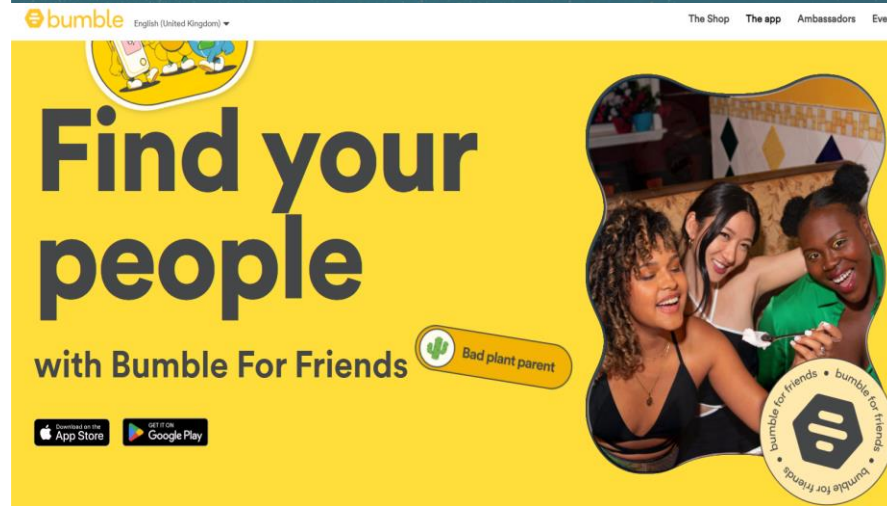 bumble
English (United Kingdom)
The Shop The app Ambassadors Eve
Find your
people
with Bumble For Friends
Bad plant parent
Download on the
App Store
GET IT ON
Google Play
bumble for friends • bumble for friends • bumble for friends •